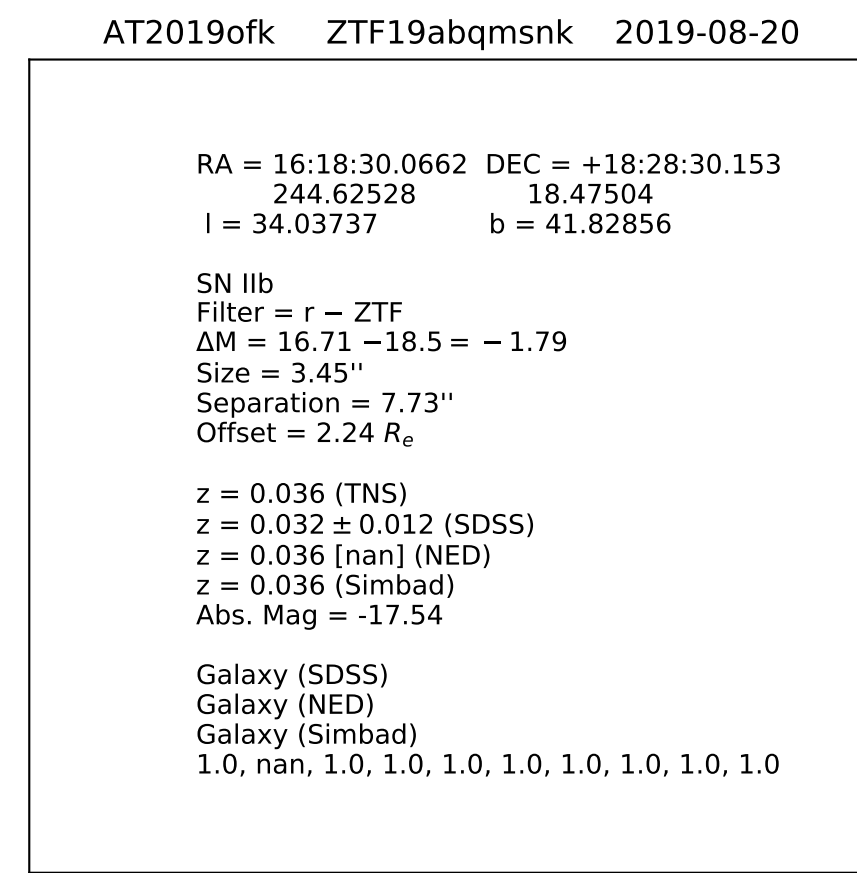 AT2019ofk ZTF19abqmsnk 2019-08-20
RA = 16:18:30.0662 DEC = +18:28:30.153
244.62528 18.47504
l = 34.03737 b = 41.82856
SN IIb
Filter = r − ZTF
ΔM = 16.71 −18.5 = − 1.79
Size = 3.45''
Separation = 7.73''
Offset = 2.24 Rₑ
z = 0.036 (TNS)
z = 0.032 ± 0.012 (SDSS)
z = 0.036 [nan] (NED)
z = 0.036 (Simbad)
Abs. Mag = -17.54
Galaxy (SDSS)
Galaxy (NED)
Galaxy (Simbad)
1.0, nan, 1.0, 1.0, 1.0, 1.0, 1.0, 1.0, 1.0, 1.0